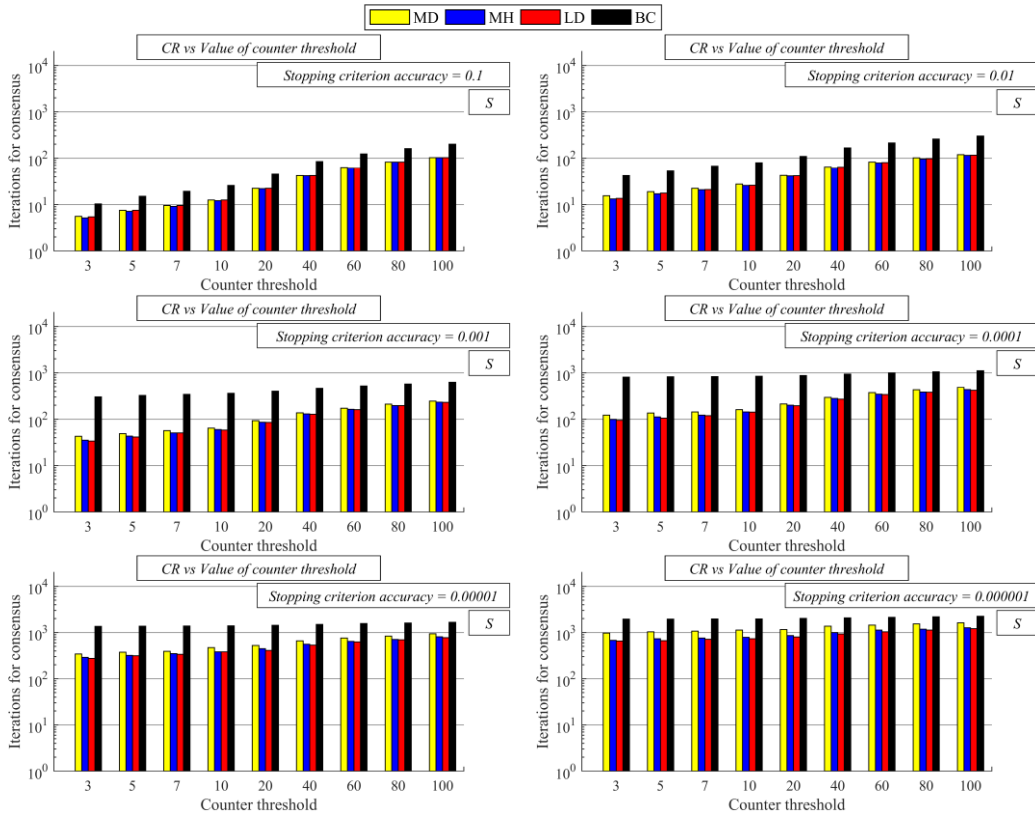 MD MH LD BC
CR vs Value of counter threshold
Stopping criterion accuracy = 0.1
S
Iterations for consensus
10^4
10^3
10^2
10^1
10^0
3 5 7 10 20 40 60 80 100
Counter threshold
CR vs Value of counter threshold
Stopping criterion accuracy = 0.01
S
Iterations for consensus
10^4
10^3
10^2
10^1
10^0
3 5 7 10 20 40 60 80 100
Counter threshold
CR vs Value of counter threshold
Stopping criterion accuracy = 0.001
S
Iterations for consensus
10^4
10^3
10^2
10^1
10^0
3 5 7 10 20 40 60 80 100
Counter threshold
CR vs Value of counter threshold
Stopping criterion accuracy = 0.0001
S
Iterations for consensus
10^4
10^3
10^2
10^1
10^0
3 5 7 10 20 40 60 80 100
Counter threshold
CR vs Value of counter threshold
Stopping criterion accuracy = 0.00001
S
Iterations for consensus
10^4
10^3
10^2
10^1
10^0
3 5 7 10 20 40 60 80 100
Counter threshold
CR vs Value of counter threshold
Stopping criterion accuracy = 0.000001
S
Iterations for consensus
10^4
10^3
10^2
10^1
10^0
3 5 7 10 20 40 60 80 100
Counter threshold